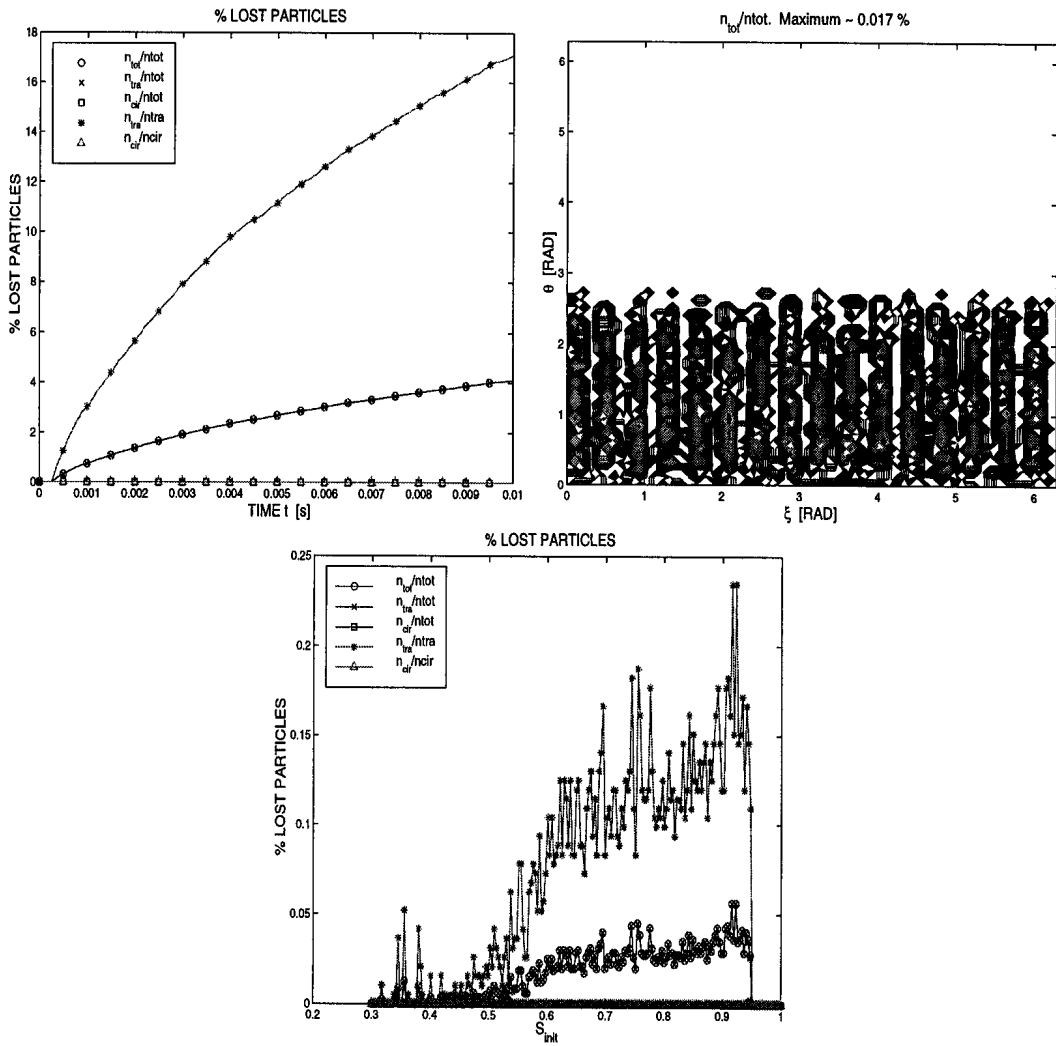 % LOST PARTICLES
% LOST PARTICLES
18
16
14
12
10
8
6
4
2
0
n_tot/ntot
n_tra/ntot
n_cir/ntot
n_tra/ntra
n_cir/ncir
0
0.001
0.002
0.003
0.004
0.005
0.006
0.007
0.008
0.009
0.01
TIME t [s]
n_tot/ntot. Maximum ~ 0.017 %
θ [RAD]
6
5
4
3
2
1
0
0
1
2
3
4
5
6
ξ [RAD]
% LOST PARTICLES
% LOST PARTICLES
0.25
0.2
0.15
0.1
0.05
0
n_tot/ntot
n_tra/ntot
n_cir/ntot
n_tra/ntra
n_cir/ncir
0.2
0.3
0.4
0.5
0.6
0.7
0.8
0.9
1
S_init